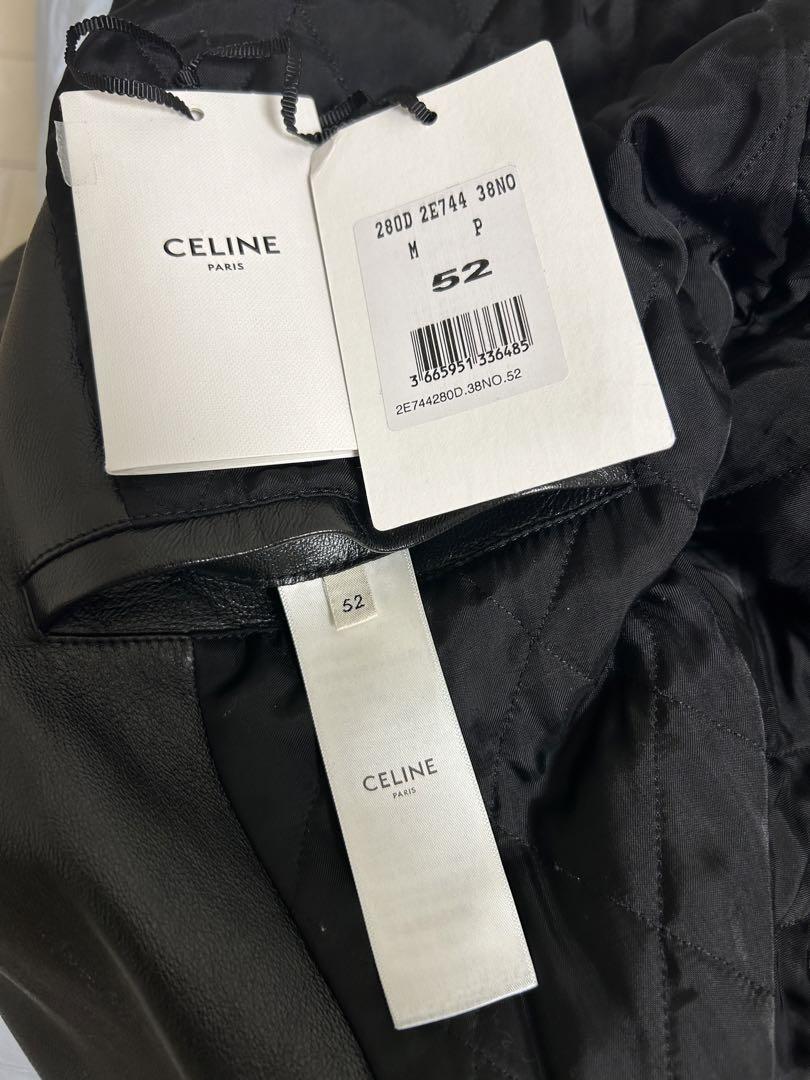 CELINE
PARIS
280D 2E744 38NO
M P
52
3 665951 336485
2E744280D.38NO.52
52
CELINE
PARIS